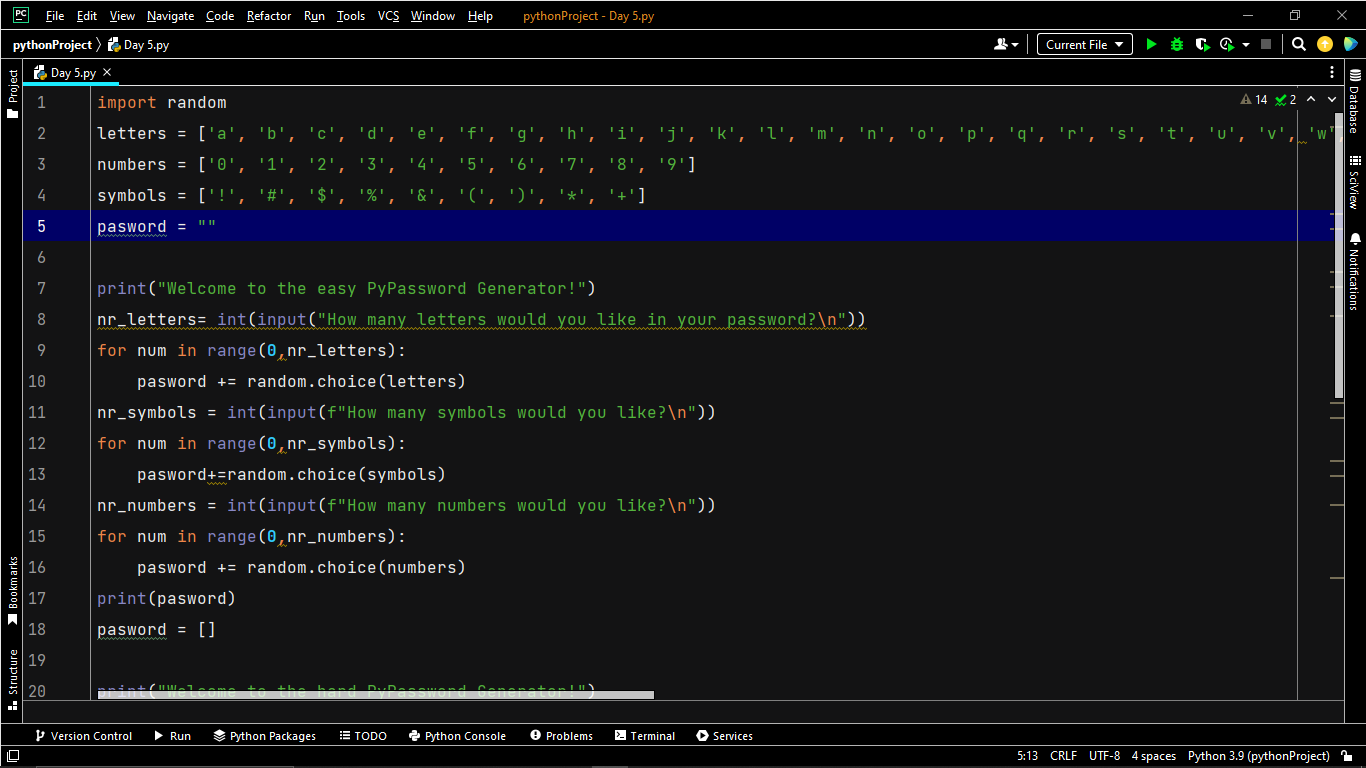 PC File Edit View Navigate Code Refactor Run Tools VCS Window Help pythonProject - Day 5.py
pythonProject Day 5.py Current File
Project
Day 5.py
14 2
1 import random
2 letters = ['a', 'b', 'c', 'd', 'e', 'f', 'g', 'h', 'i', 'j', 'k', 'l', 'm', 'n', 'o', 'p', 'q', 'r', 's', 't', 'u', 'v', 'w'
3 numbers = ['0', '1', '2', '3', '4', '5', '6', '7', '8', '9']
4 symbols = ['!', '#', '$', '%', '&', '(', ')', '*', '+']
5 pasword = ""
6
7 print("Welcome to the easy PyPassword Generator!")
8 nr_letters= int(input("How many letters would you like in your password?\n"))
9 for num in range(0,nr_letters):
10 pasword += random.choice(letters)
11 nr_symbols = int(input(f"How many symbols would you like?\n"))
12 for num in range(0,nr_symbols):
13 pasword+=random.choice(symbols)
14 nr_numbers = int(input(f"How many numbers would you like?\n"))
15 for num in range(0,nr_numbers):
16 pasword += random.choice(numbers)
17 print(pasword)
18 pasword = []
19
20 print("Welcome to the hard PyPassword Generator!")
Database
SciView
Notifications
Bookmarks
Structure
Version Control Run Python Packages TODO Python Console Problems Terminal Services
5:13 CRLF UTF-8 4 spaces Python 3.9 (pythonProject)